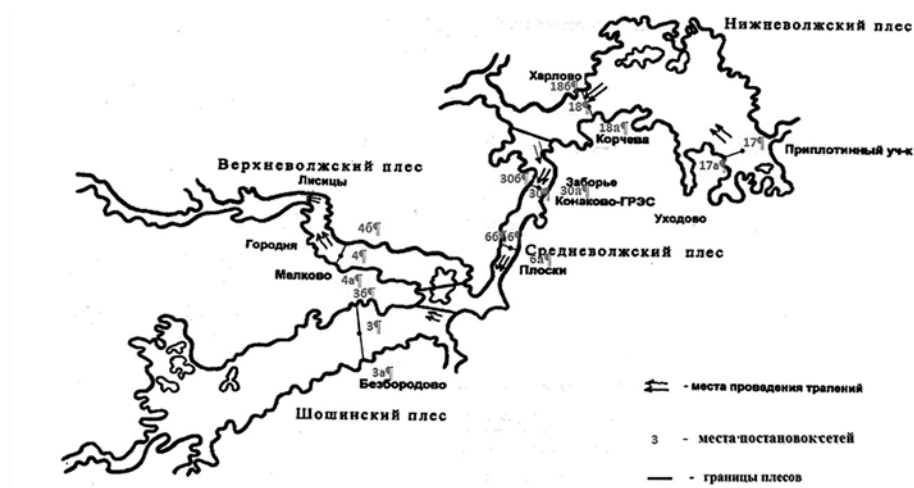 Нижневолжский плес
Харлово
18б¶
18¶
18а¶
Корчева
17¶
17а¶
Приплотинный уч-к
Уходово
Верхневолжский плес
Лисицы
30б¶
30а¶
Заборье
Конаково-ГРЭС
4б¶
Городня
4¶
6б¶
6¶
Средневолжский плес
6а¶
Плоски
Мелково
4а¶
3б¶
3¶
3а¶
Безбородово
Шошинский плес
- места проведения тралений
3 - места·постановок·сетей
- границы плесов